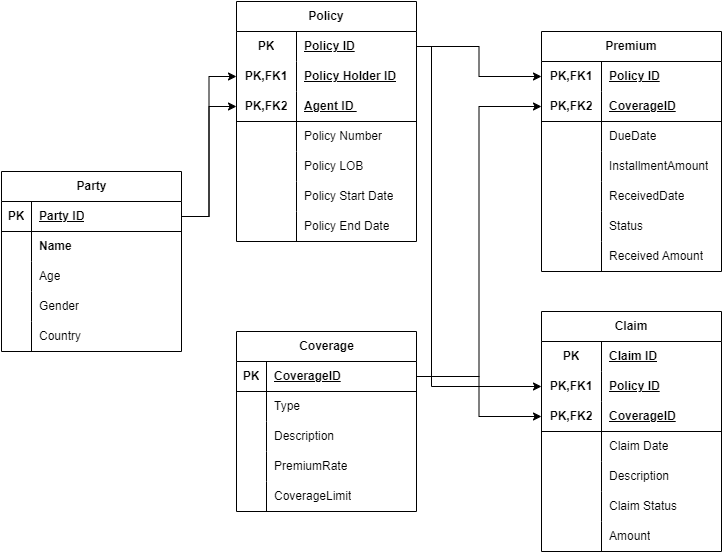 Policy
PK Policy ID
PK,FK1 Policy Holder ID
PK,FK2 Agent ID
Policy Number
Policy LOB
Policy Start Date
Policy End Date
Premium
PK,FK1 Policy ID
PK,FK2 CoverageID
DueDate
InstallmentAmount
ReceivedDate
Status
Received Amount
Party
PK Party ID
Name
Age
Gender
Country
Coverage
PK CoverageID
Type
Description
PremiumRate
CoverageLimit
Claim
PK Claim ID
PK,FK1 Policy ID
PK,FK2 CoverageID
Claim Date
Description
Claim Status
Amount